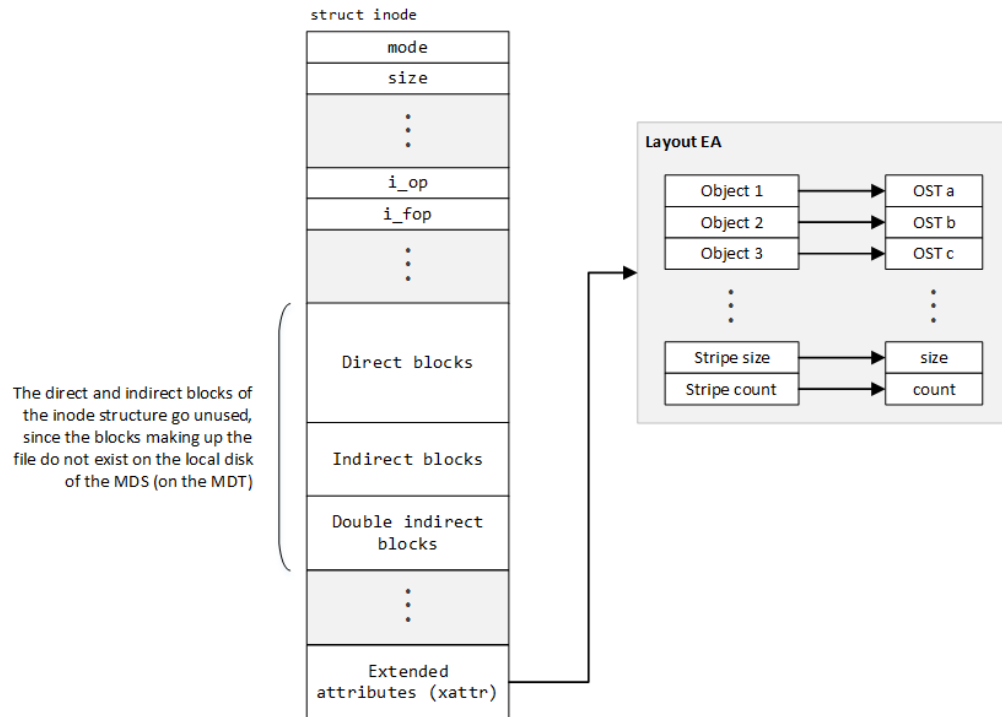 struct inode
mode
size
i_op
i_fop
Direct blocks
Indirect blocks
Double indirect
blocks
Extended
attributes (xattr)
The direct and indirect blocks of
the inode structure go unused,
since the blocks making up the
file do not exist on the local disk
of the MDS (on the MDT)
Layout EA
Object 1
OST a
Object 2
OST b
Object 3
OST c
Stripe size
size
Stripe count
count